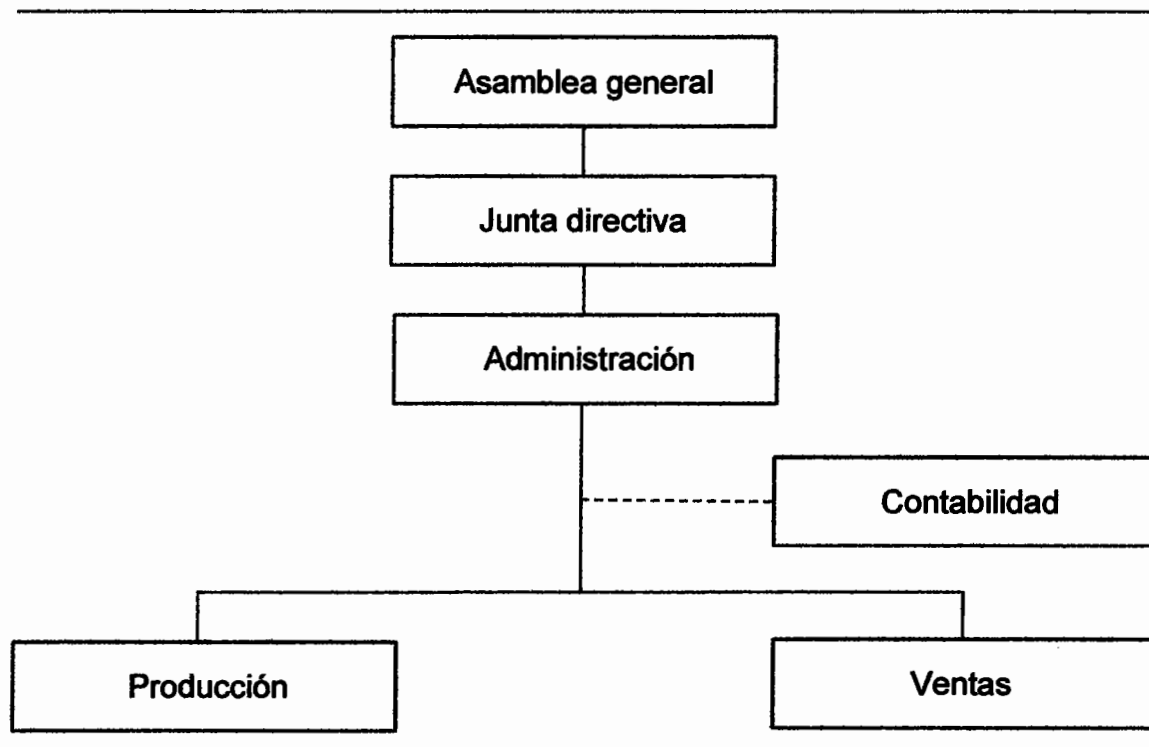 Asamblea general
Junta directiva
Administración
Contabilidad
Producción
Ventas